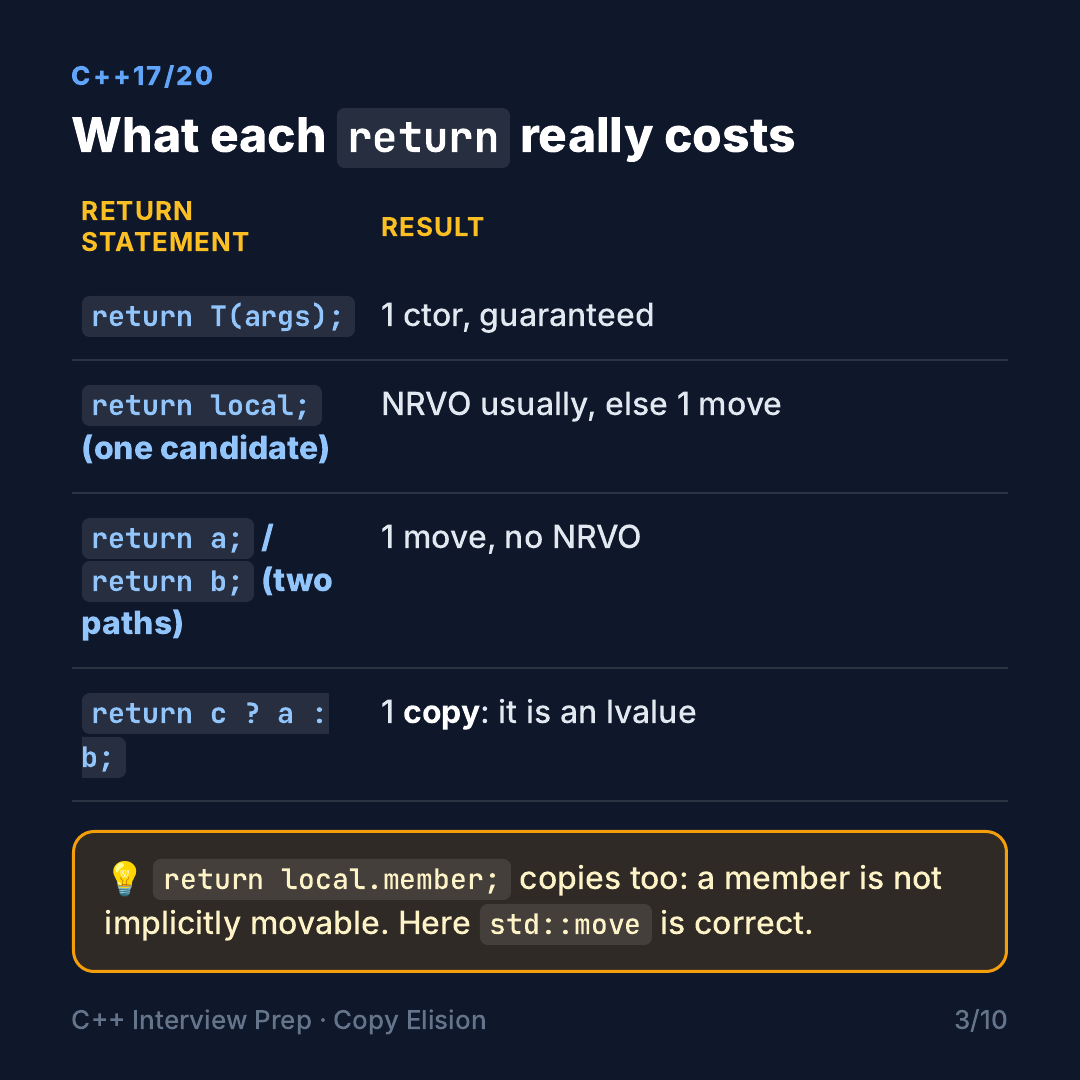 C++17/20
What each return really costs
RETURN
STATEMENT
RESULT
return T(args);
1 ctor, guaranteed
return local;
(one candidate)
NRVO usually, else 1 move
return a; /
return b; (two
paths)
1 move, no NRVO
return c ? a :
b;
1 copy: it is an lvalue
💡 return local.member; copies too: a member is not
implicitly movable. Here std::move is correct.
C++ Interview Prep · Copy Elision
3/10